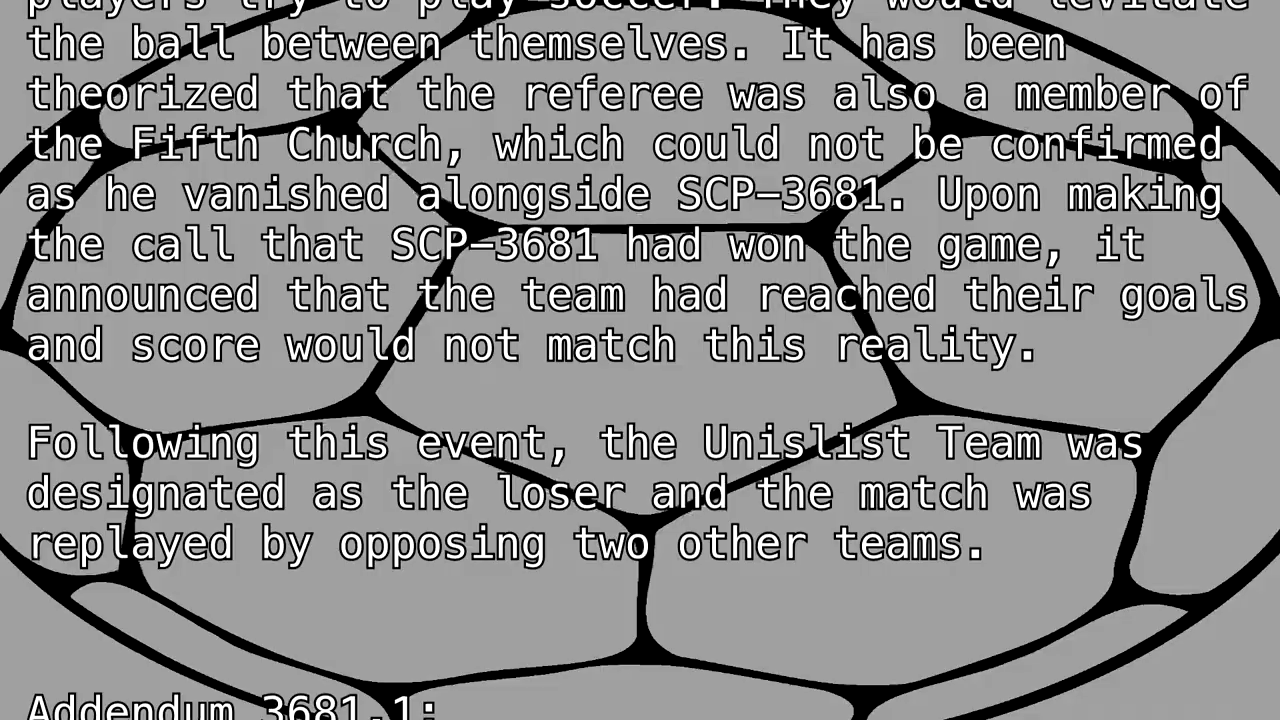 players try to play soccer. They would levitate
the ball between themselves. It has been
theorized that the referee was also a member of
the Fifth Church, which could not be confirmed
as he vanished alongside SCP-3681. Upon making
the call that SCP-3681 had won the game, it
announced that the team had reached their goals
and score would not match this reality.
Following this event, the Unislist Team was
designated as the loser and the match was
replayed by opposing two other teams.
Addendum 3681.1: